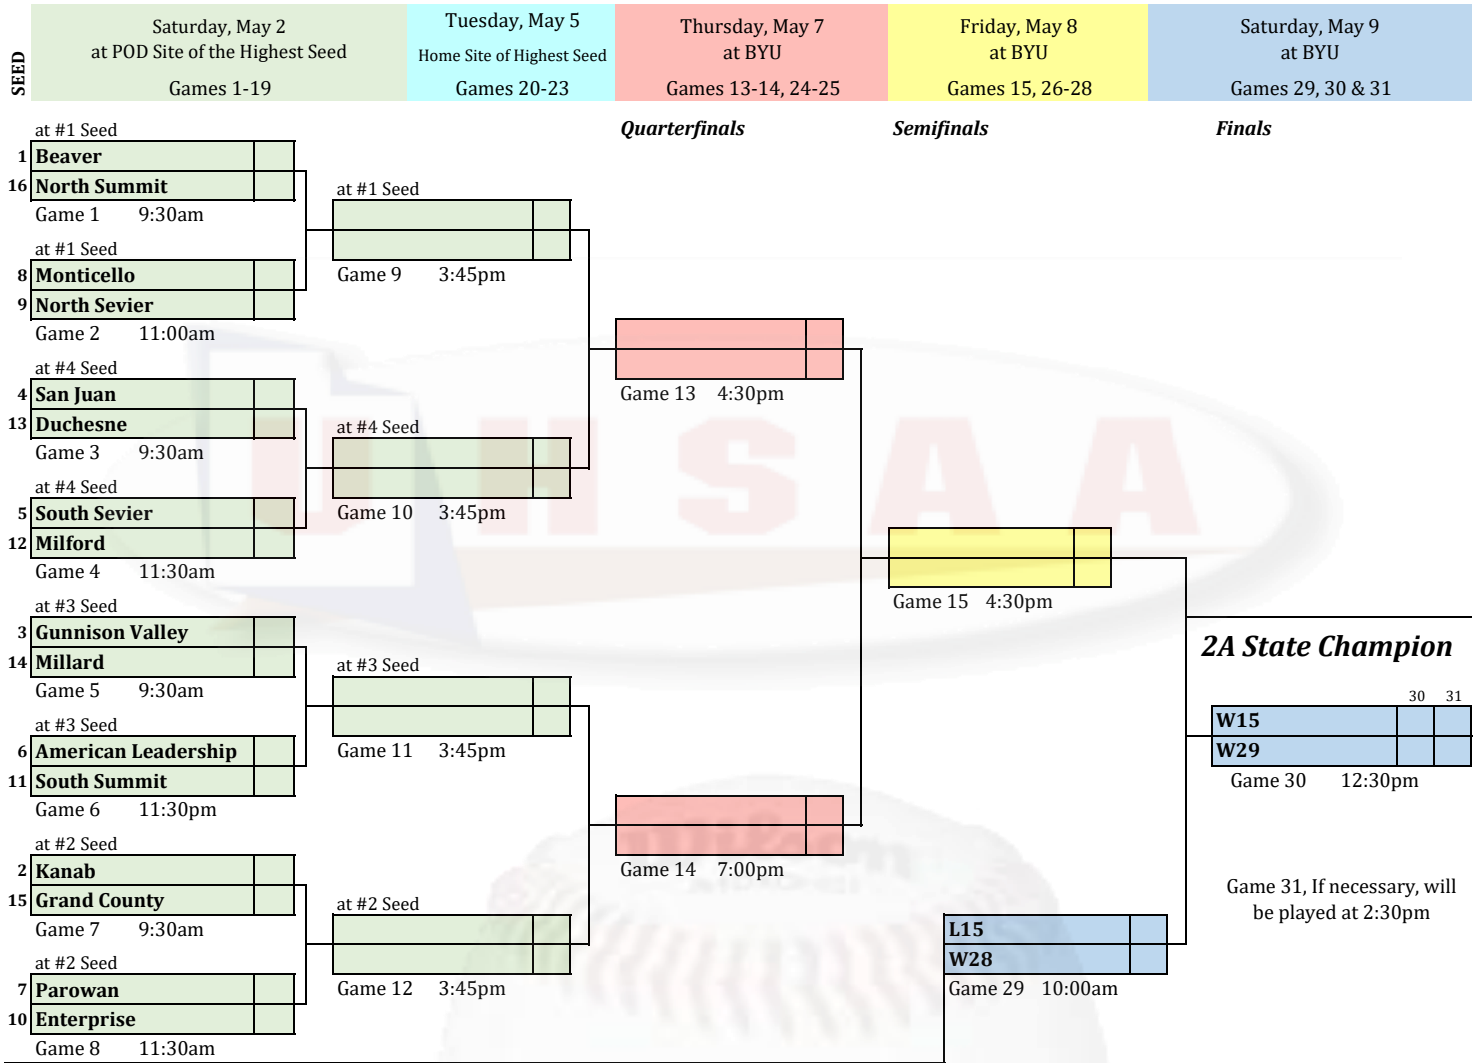 SEED
Saturday, May 2
at POD Site of the Highest Seed
Games 1-19
Tuesday, May 5
Home Site of Highest Seed
Games 20-23
Thursday, May 7
at BYU
Games 13-14, 24-25
Friday, May 8
at BYU
Games 15, 26-28
Saturday, May 9
at BYU
Games 29, 30 & 31
Quarterfinals
Semifinals
Finals
at #1 Seed
1 Beaver
16 North Summit
Game 1 9:30am
at #1 Seed
8 Monticello
9 North Sevier
Game 2 11:00am
at #4 Seed
4 San Juan
13 Duchesne
Game 3 9:30am
at #4 Seed
5 South Sevier
12 Milford
Game 4 11:30am
at #3 Seed
3 Gunnison Valley
14 Millard
Game 5 9:30am
at #3 Seed
6 American Leadership
11 South Summit
Game 6 11:30pm
at #2 Seed
2 Kanab
15 Grand County
Game 7 9:30am
at #2 Seed
7 Parowan
10 Enterprise
Game 8 11:30am
at #1 Seed
Game 9 3:45pm
at #4 Seed
Game 10 3:45pm
at #3 Seed
Game 11 3:45pm
at #2 Seed
Game 12 3:45pm
Game 13 4:30pm
Game 14 7:00pm
Game 15 4:30pm
L15
W28
Game 29 10:00am
2A State Champion
30 31
W15
W29
Game 30 12:30pm
Game 31, If necessary, will
be played at 2:30pm
UHSAA
Wilson